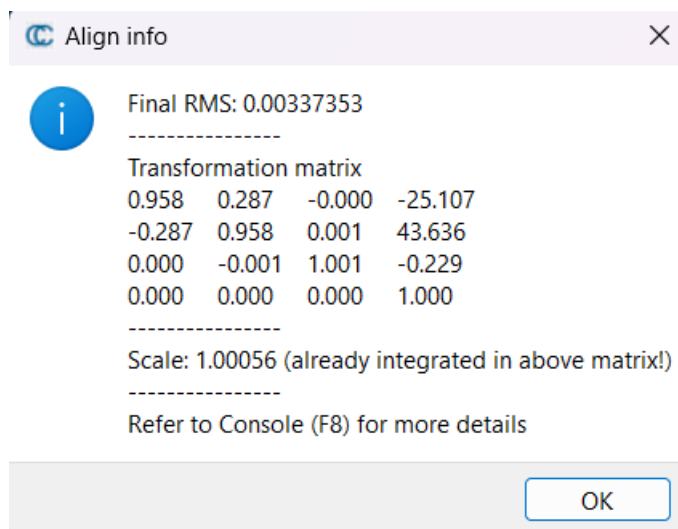 Align info
Final RMS: 0.00337353
----------------
Transformation matrix
0.958 0.287 -0.000 -25.107
-0.287 0.958 0.001 43.636
0.000 -0.001 1.001 -0.229
0.000 0.000 0.000 1.000
----------------
Scale: 1.00056 (already integrated in above matrix!)
----------------
Refer to Console (F8) for more details
OK